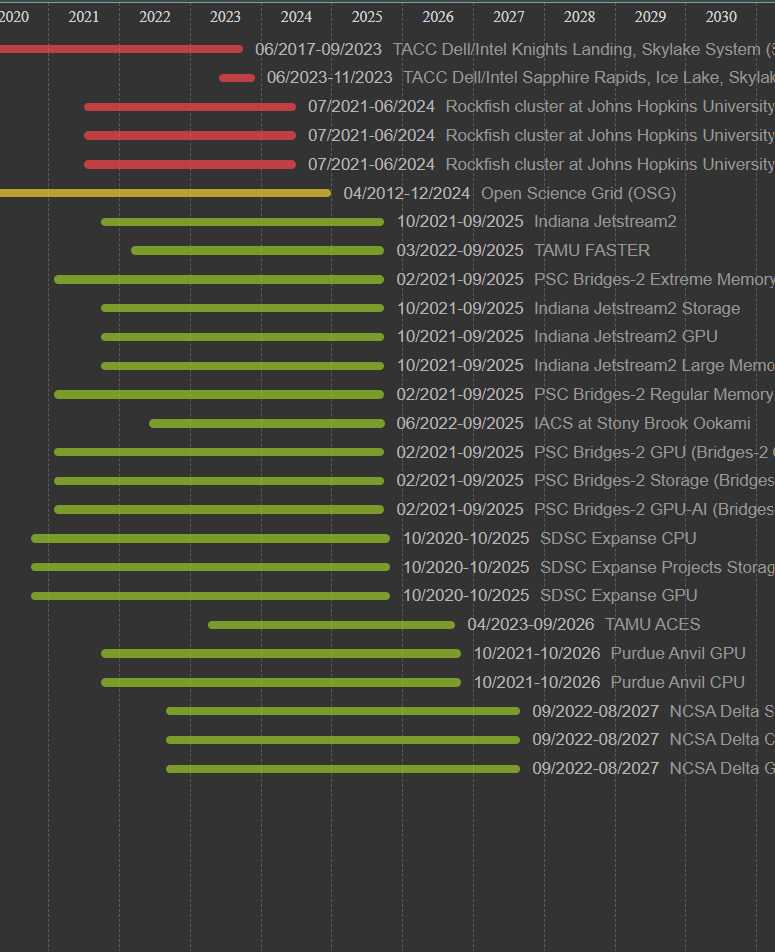 2020 2021 2022 2023 2024 2025 2026 2027 2028 2029 2030
06/2017-09/2023 TACC Dell/Intel Knights Landing, Skylake System
06/2023-11/2023 TACC Dell/Intel Sapphire Rapids, Ice Lake,
07/2021-06/2024 Rockfish cluster at Johns Hopkins University
07/2021-06/2024 Rockfish cluster at Johns Hopkins University
07/2021-06/2024 Rockfish cluster at Johns Hopkins University
04/2012-12/2024 Open Science Grid (OSG)
10/2021-09/2025 Indiana Jetstream2
03/2022-09/2025 TAMU FASTER
02/2021-09/2025 PSC Bridges-2 Extreme Memory
10/2021-09/2025 Indiana Jetstream2 Storage
10/2021-09/2025 Indiana Jetstream2 GPU
10/2021-09/2025 Indiana Jetstream2 Large
02/2021-09/2025 PSC Bridges-2 Regular Memory
06/2022-09/2025 IACS at Stony Brook Ookami
02/2021-09/2025 PSC Bridges-2 GPU (Bridges-2
02/2021-09/2025 PSC Bridges-2 Storage (Bridges
02/2021-09/2025 PSC Bridges-2 GPU-AI (Bridges-
10/2020-10/2025 SDSC Expanse CPU
10/2020-10/2025 SDSC Expanse Projects
10/2020-10/2025 SDSC Expanse GPU
04/2023-09/2026 TAMU ACES
10/2021-10/2026 Purdue Anvil GPU
10/2021-10/2026 Purdue Anvil CPU
09/2022-08/2027 NCSA Delta
09/2022-08/2027 NCSA Delta
09/2022-08/2027 NCSA Delta